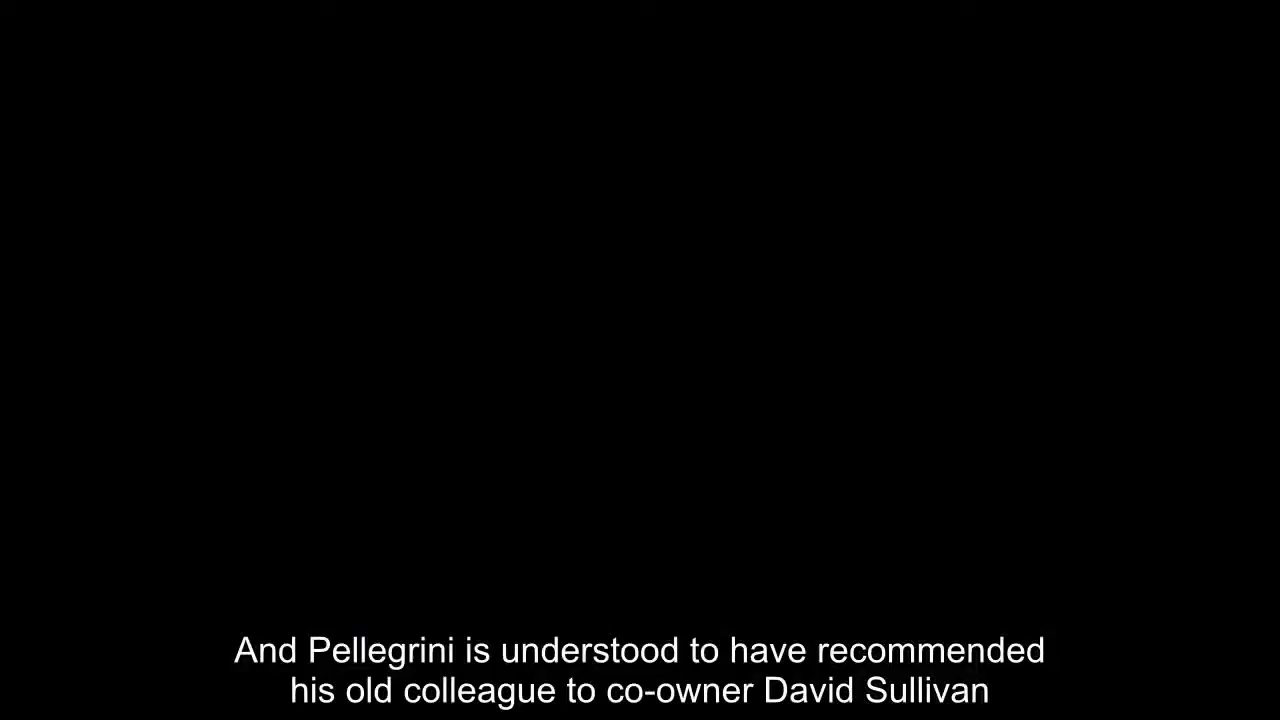 And Pellegrini is understood to have recommended
his old colleague to co-owner David Sullivan